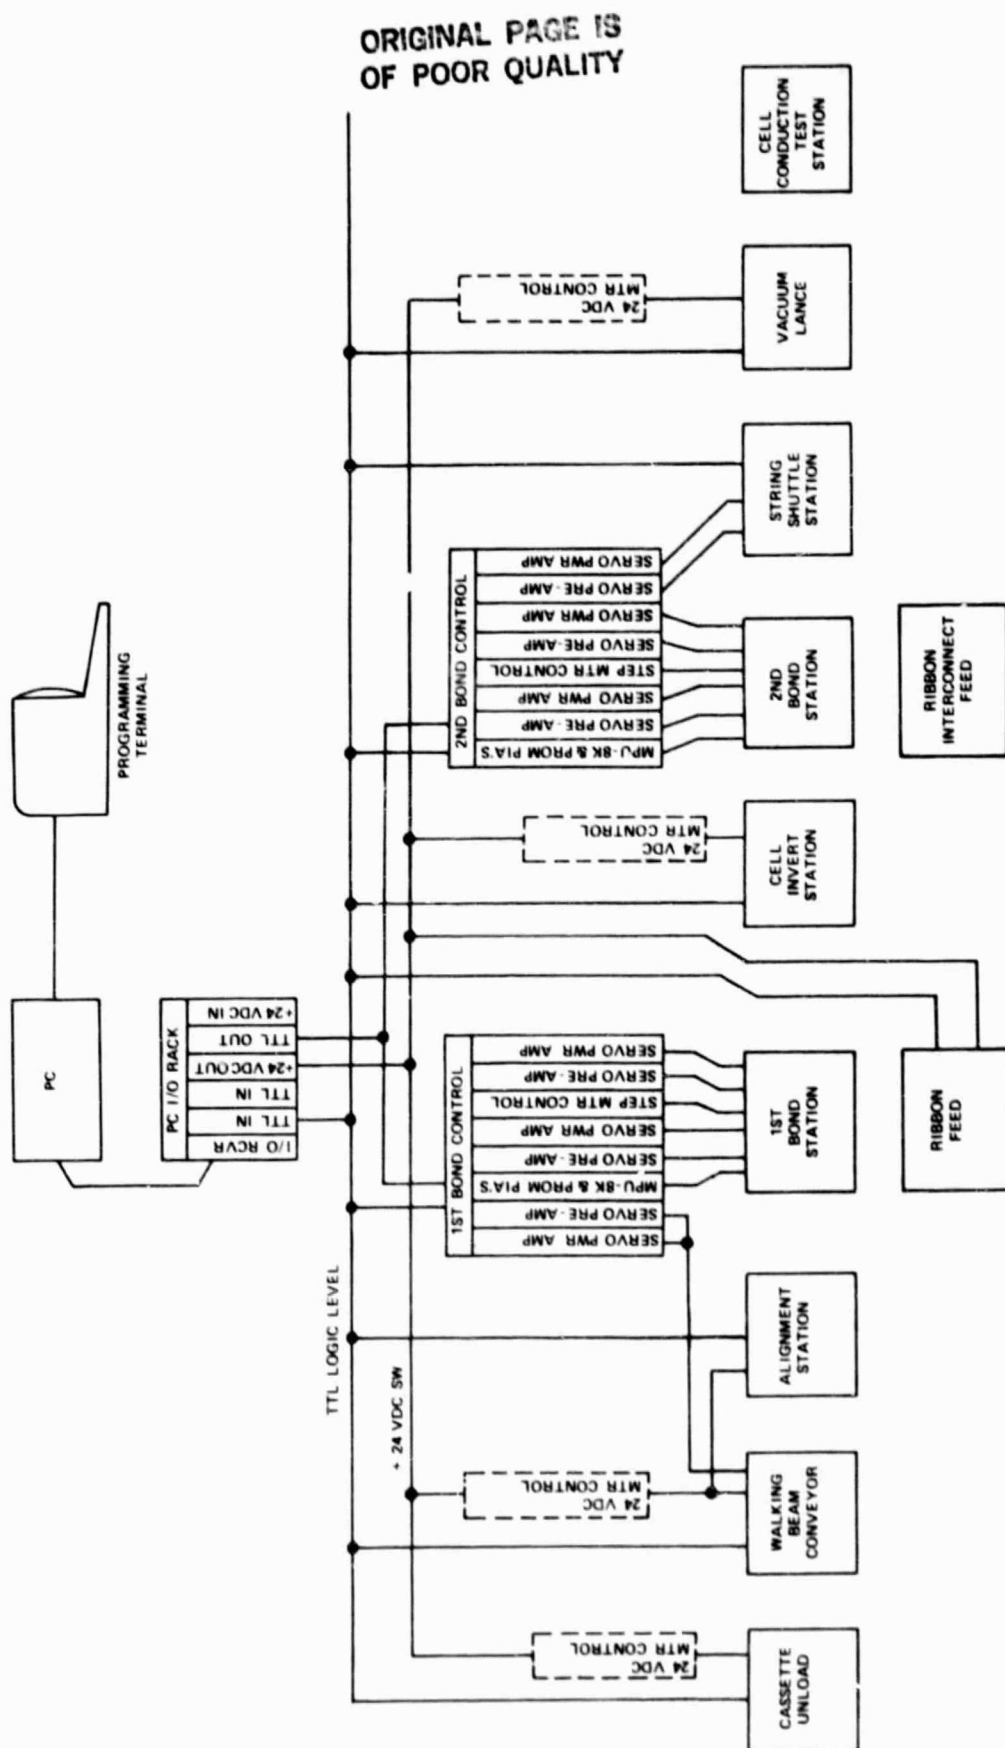 ORIGINAL PAGE IS
OF POOR QUALITY
PROGRAMMING
TERMINAL
PC
PC I/O RACK
I/O RCVR
TTL IN
TTL IN
+24 VDC OUT
TTL OUT
+24 VDC IN
TTL LOGIC LEVEL
+ 24 VDC SW
1ST BOND CONTROL
SERVO PWR AMP
SERVO PRE-AMP
MPU-8K & PROM PIA'S
SERVO PRE-AMP
SERVO PWR AMP
STEP MTR CONTROL
SERVO PRE-AMP
SERVO PWR AMP
2ND BOND CONTROL
MPU-8K & PROM PIA'S
SERVO PRE-AMP
SERVO PWR AMP
STEP MTR CONTROL
SERVO PRE-AMP
SERVO PWR AMP
SERVO PRE-AMP
SERVO PWR AMP
24 VDC
MTR CONTROL
24 VDC
MTR CONTROL
24 VDC
MTR CONTROL
24 VDC
MTR CONTROL
CASSETTE
UNLOAD
WALKING
BEAM
CONVEYOR
ALIGNMENT
STATION
1ST
BOND
STATION
CELL
INVERT
STATION
2ND
BOND
STATION
STRING
SHUTTLE
STATION
VACUUM
LANCE
CELL
CONDUCTION
TEST
STATION
RIBBON
FEED
RIBBON
INTERCONNECT
FEED